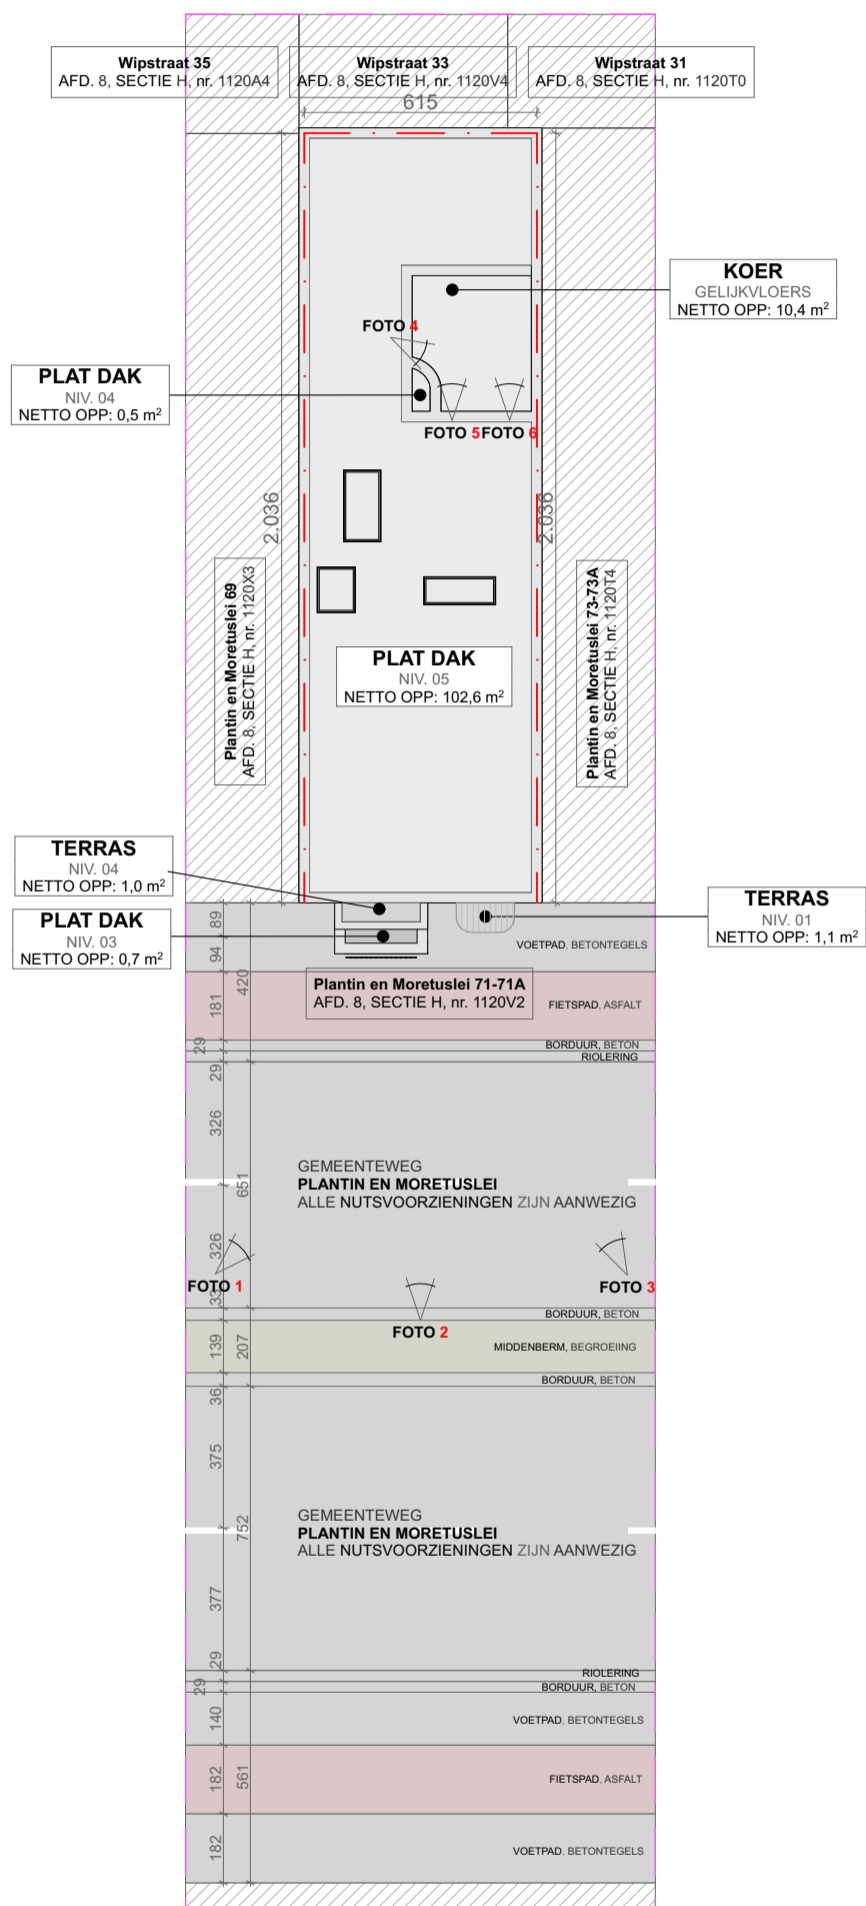 Wipstraat 35
AFD. 8, SECTIE H, nr. 1120A4
Wipstraat 33
AFD. 8, SECTIE H, nr. 1120V4
Wipstraat 31
AFD. 8, SECTIE H, nr. 1120T0
615
KOER
GELIJKVLOERS
NETTO OPP: 10,4 m²
FOTO 4
PLAT DAK
NIV. 04
NETTO OPP: 0,5 m²
FOTO 5
FOTO 6
2.036
2.036
Plantin en Moretuslei 69
AFD. 8, SECTIE H, nr. 1120X3
Plantin en Moretuslei 73-73A
AFD. 8, SECTIE H, nr. 1120T4
PLAT DAK
NIV. 05
NETTO OPP: 102,6 m²
TERRAS
NIV. 04
NETTO OPP: 1,0 m²
PLAT DAK
NIV. 03
NETTO OPP: 0,7 m²
TERRAS
NIV. 01
NETTO OPP: 1,1 m²
89
94
420
VOETPAD, BETONTEGELS
Plantin en Moretuslei 71-71A
AFD. 8, SECTIE H, nr. 1120V2
181
FIETSPAD, ASFALT
29
BORDUUR, BETON
29
RIOLERING
326
651
GEMEENTEWEG
PLANTIN EN MORETUSLEI
ALLE NUTSVOORZIENINGEN ZIJN AANWEZIG
326
FOTO 1
FOTO 3
33
BORDUUR, BETON
FOTO 2
139
207
MIDDENBERM, BEGROEIING
36
BORDUUR, BETON
375
752
GEMEENTEWEG
PLANTIN EN MORETUSLEI
ALLE NUTSVOORZIENINGEN ZIJN AANWEZIG
377
29
RIOLERING
29
BORDUUR, BETON
140
VOETPAD, BETONTEGELS
182
561
FIETSPAD, ASFALT
182
VOETPAD, BETONTEGELS